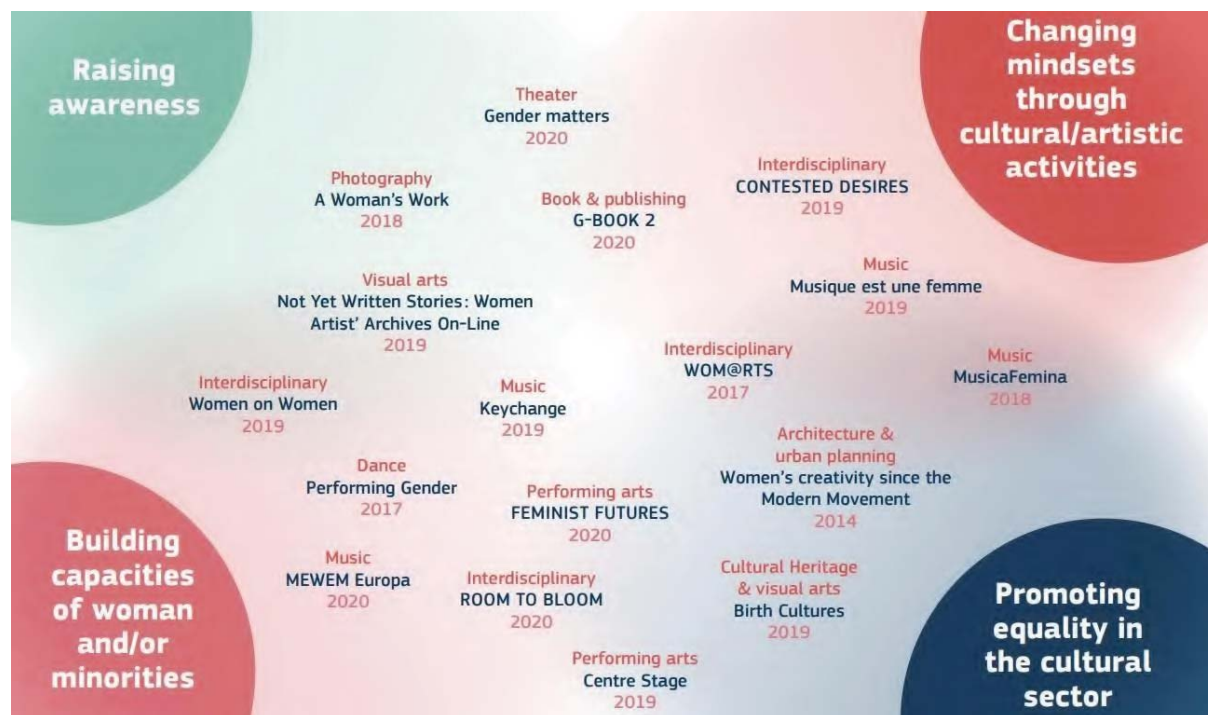 Raising
awareness
Changing
mindsets
through
cultural/artistic
activities
Theater
Gender matters
2020
Photography
A Woman's Work
2018
Book & publishing
G-BOOK 2
2020
Interdisciplinary
CONTESTED DESIRES
2019
Music
Musique est une femme
2019
Visual arts
Not Yet Written Stories: Women
Artist' Archives On-Line
2019
Interdisciplinary
WOM@RTS
2017
Music
MusicaFemina
2018
Interdisciplinary
Women on Women
2019
Music
Keychange
2019
Architecture &
urban planning
Women's creativity since the
Modern Movement
2014
Dance
Performing Gender
2017
Performing arts
FEMINIST FUTURES
2020
Music
MEWEM Europa
2020
Interdisciplinary
ROOM TO BLOOM
2020
Cultural Heritage
& visual arts
Birth Cultures
2019
Performing arts
Centre Stage
2019
Building
capacities
of woman
and/or
minorities
Promoting
equality in
the cultural
sector